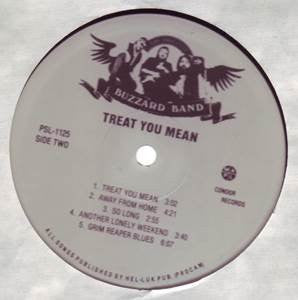 BUZZARD BAND
TREAT YOU MEAN
PSL-1125
SIDE TWO
CONDOR
RECORDS
1. TREAT YOU MEAN 3:02
2. AWAY FROM HOME 4:21
3. SO LONG 2:55
4. ANOTHER LONELY WEEKEND 3:40
5. GRIM REAPER BLUES 6:07
ALL SONGS PUBLISHED BY HEL-LUK PUB. (PROCAN)